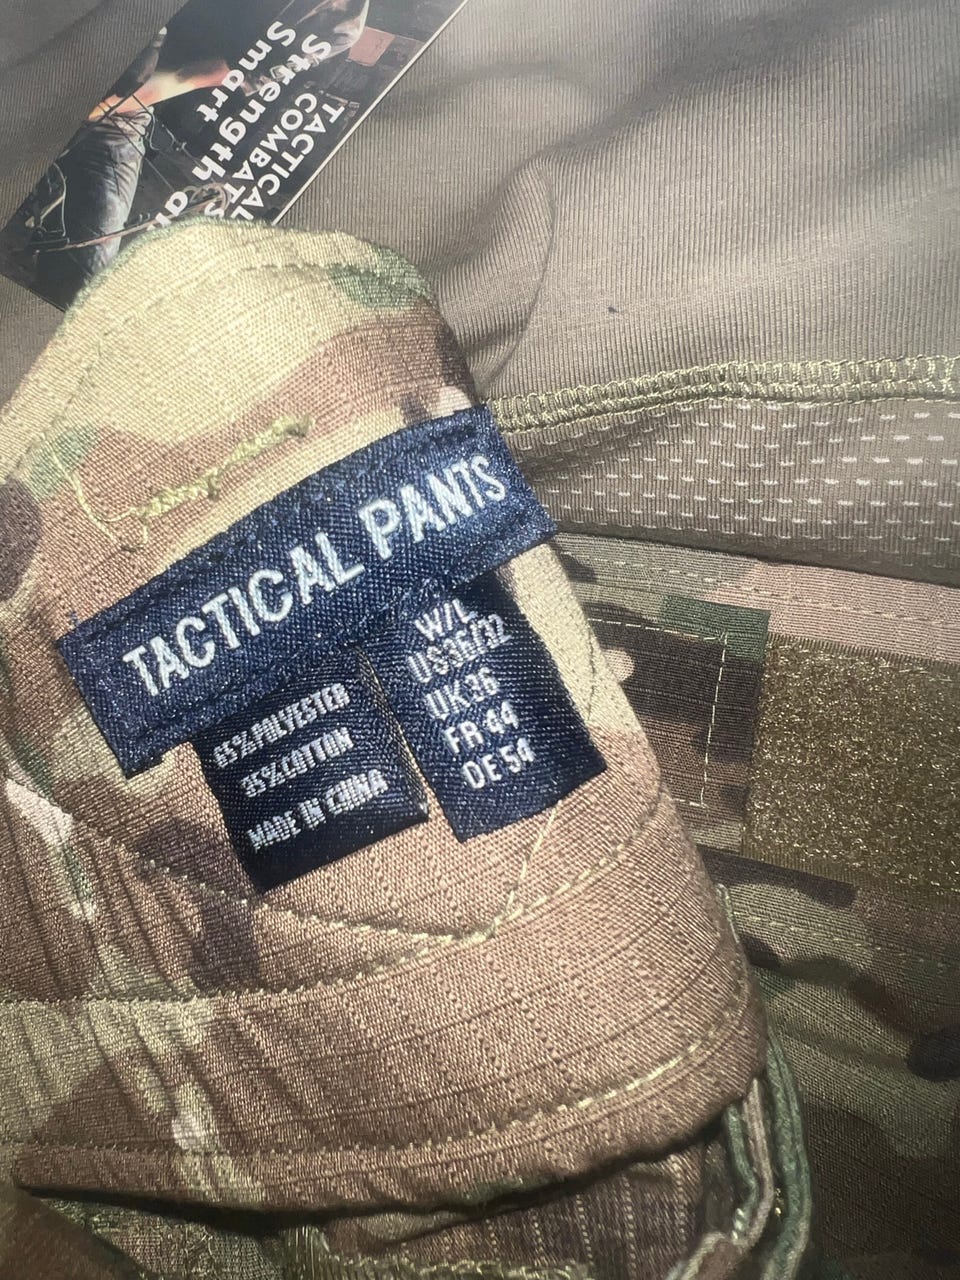 TACTICAL
COMBAT
Strength
Smart
TACTICAL PANTS
65%POLYESTER
35%COTTON
MADE IN CHINA
W/L
US36/32
UK36
FR 44
DE 54